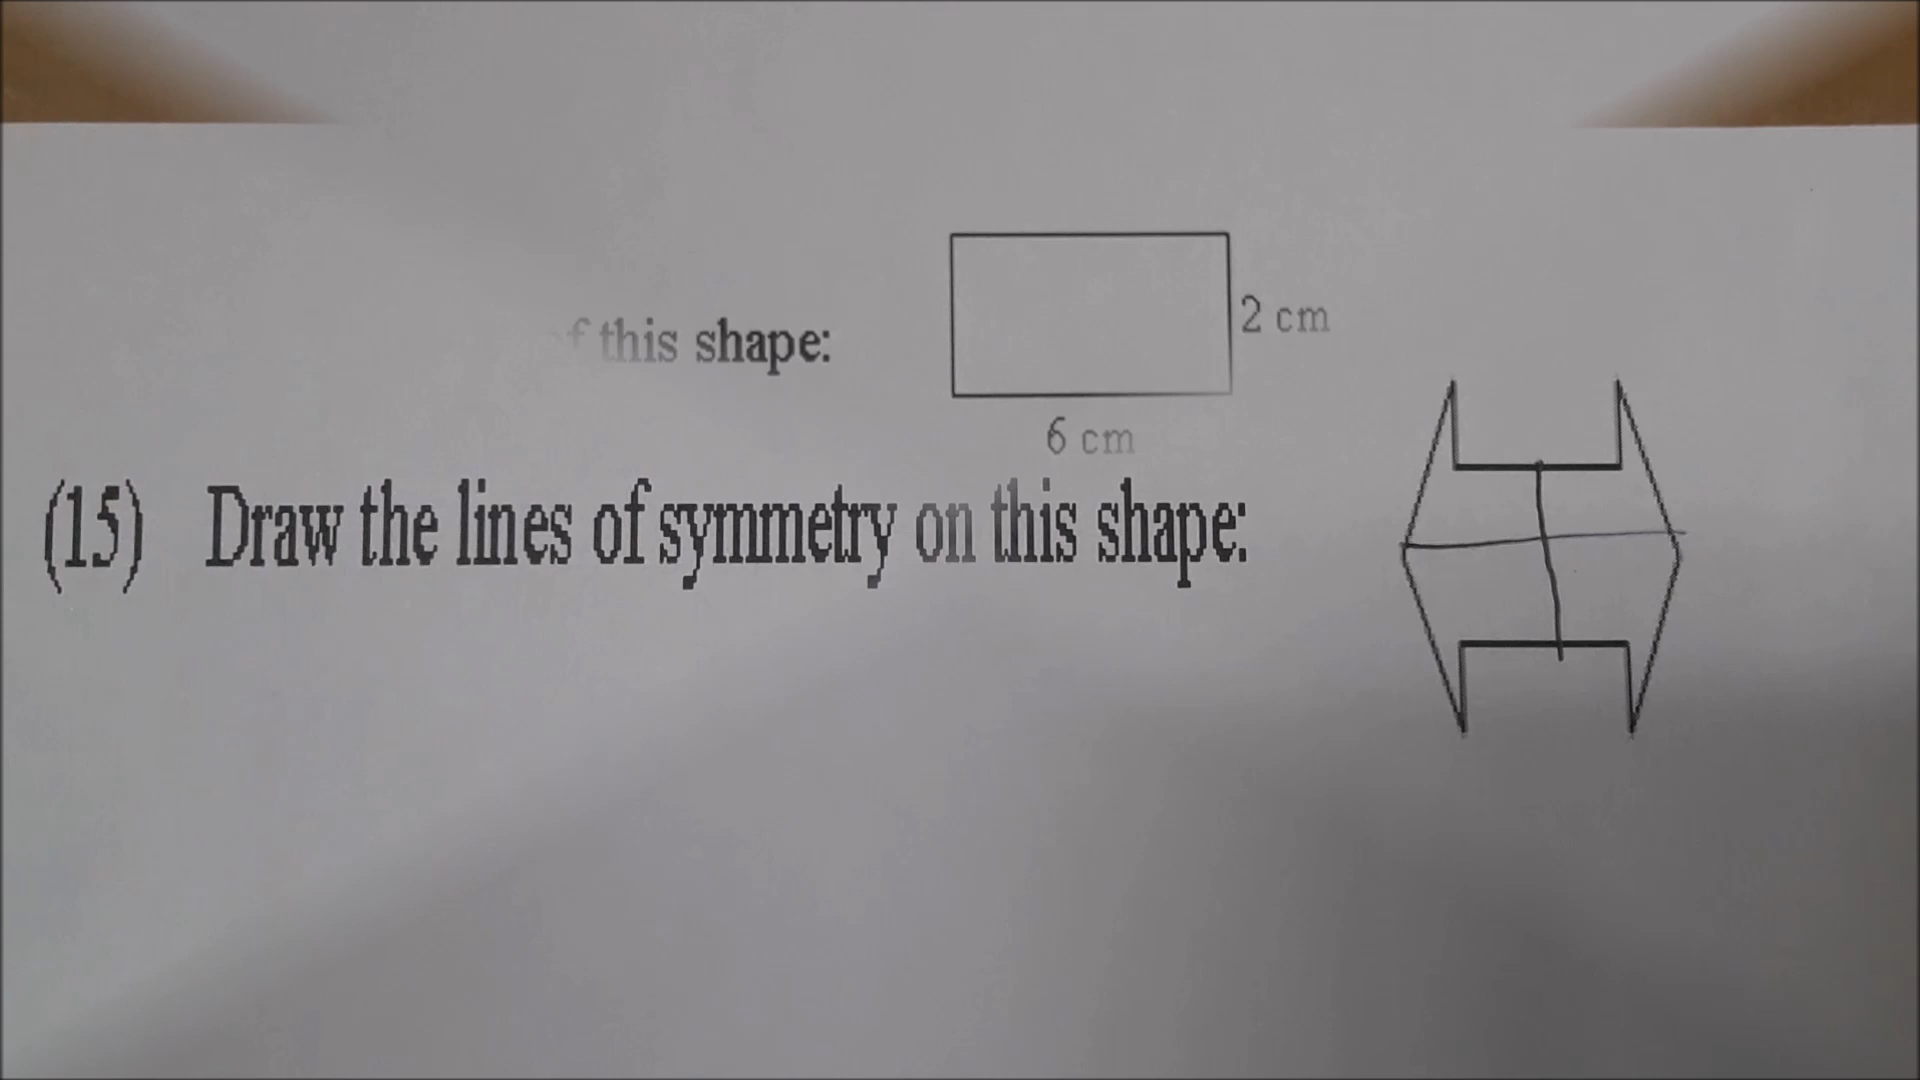 this shape:
2 cm
6 cm
(15) Draw the lines of symmetry on this shape: